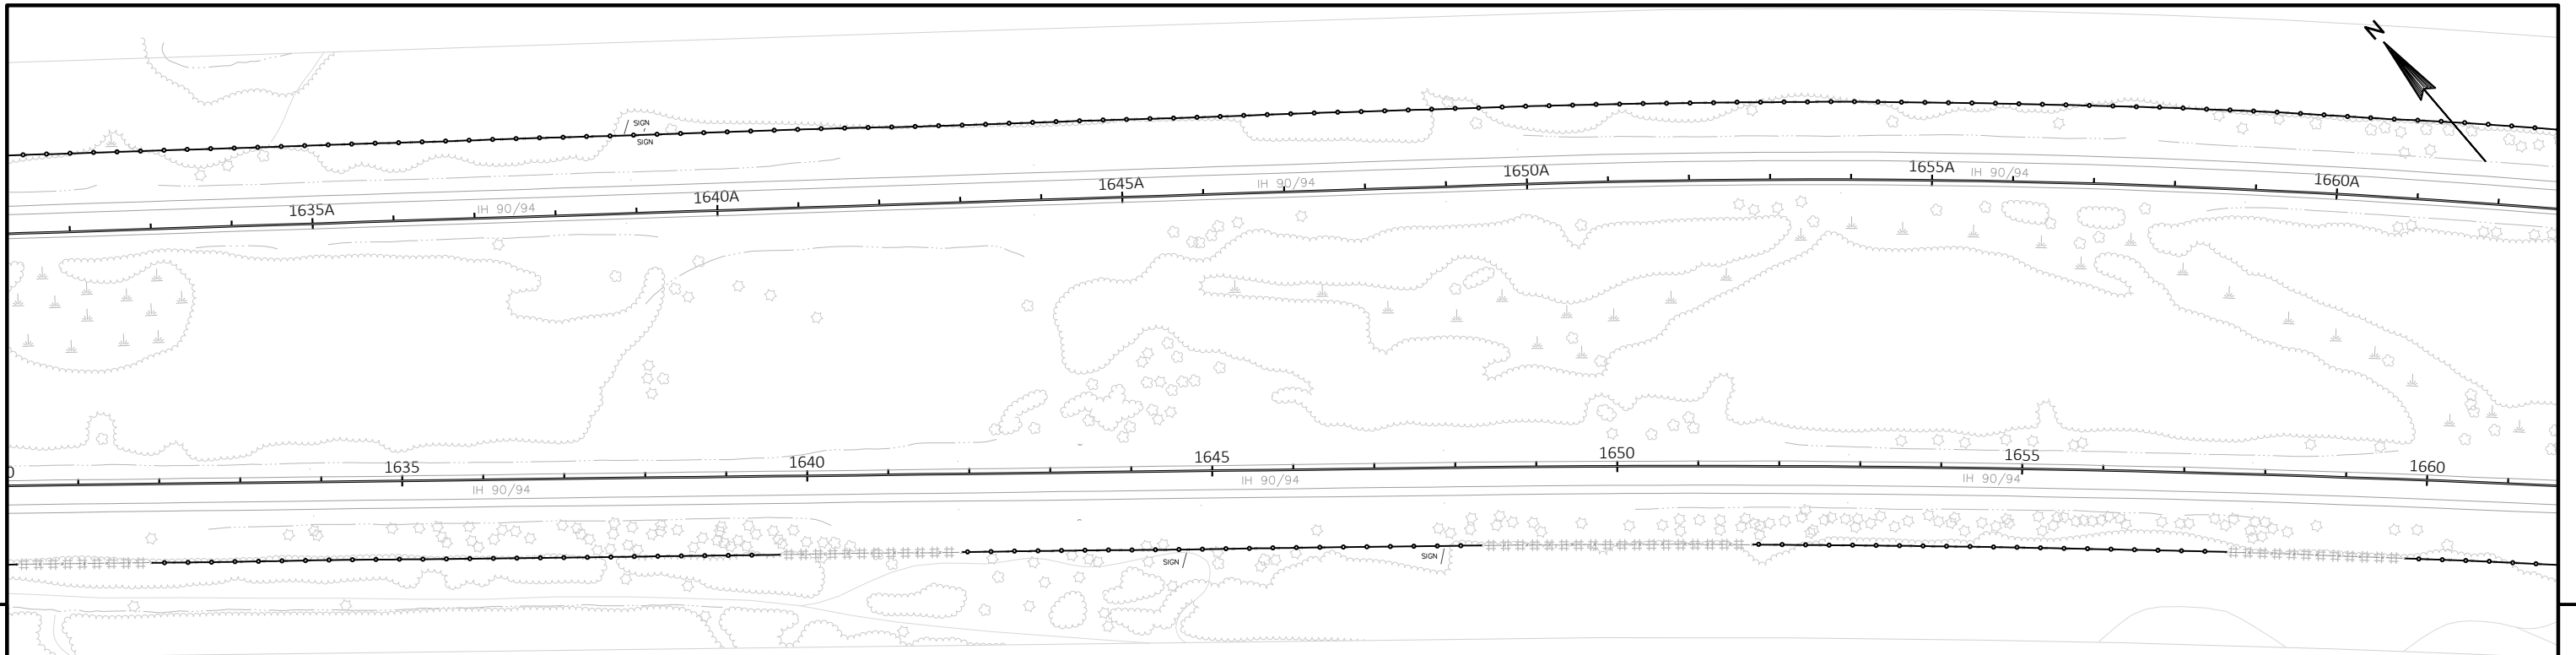 N
SIGN
SIGN
1635A
IH 90/94
1640A
1645A
IH 90/94
1650A
1655A
IH 90/94
1660A
1635
IH 90/94
1640
1645
IH 90/94
1650
1655
IH 90/94
1660
SIGN
SIGN